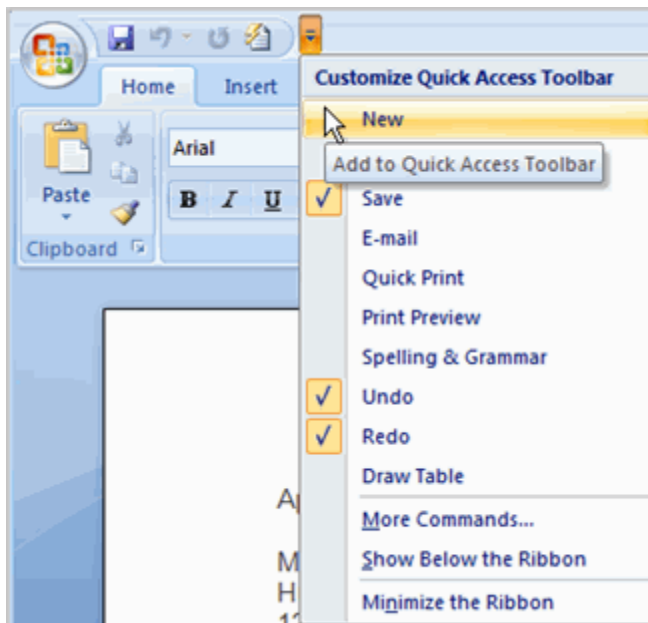 Home Insert
Customize Quick Access Toolbar
New
Arial
Add to Quick Access Toolbar
Paste
B I U
Save
E-mail
Clipboard
Quick Print
Print Preview
Spelling & Grammar
Undo
Redo
Draw Table
More Commands...
Show Below the Ribbon
Minimize the Ribbon